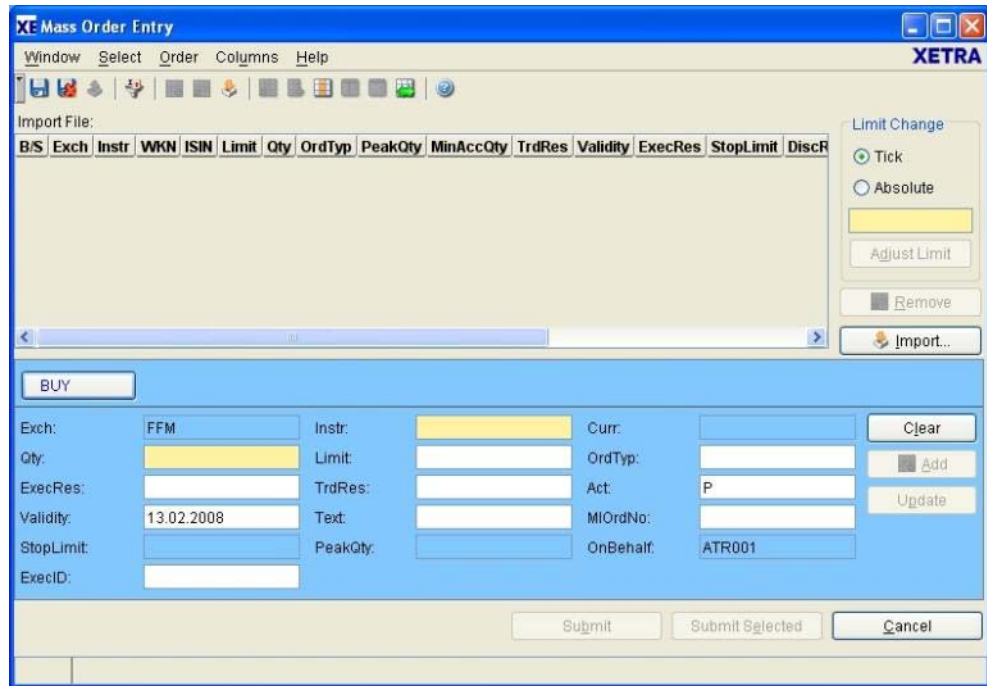 XE Mass Order Entry
Window Select Order Columns Help XETRA
Import File:
B/S Exch Instr WKN ISIN Limit Qty OrdTyp PeakQty MinAccQty TrdRes Validity ExecRes StopLimit DiscR
Limit Change
Tick
Absolute
Adjust Limit
Remove
Import...
BUY
Exch: FFM Instr: Curr: Clear
Qty: Limit: OrdTyp: Add
ExecRes: TrdRes: Act: P Update
Validity: 13.02.2008 Text: MIOrdNo:
StopLimit: PeakQty: OnBehalf: ATR001
ExecID:
Submit Submit Selected Cancel